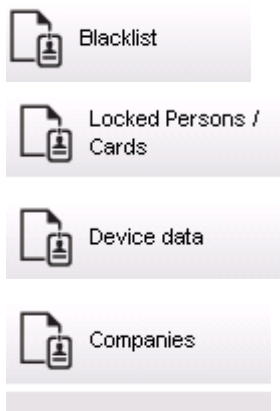 Blacklist
Locked Persons /
Cards
Device data
Companies